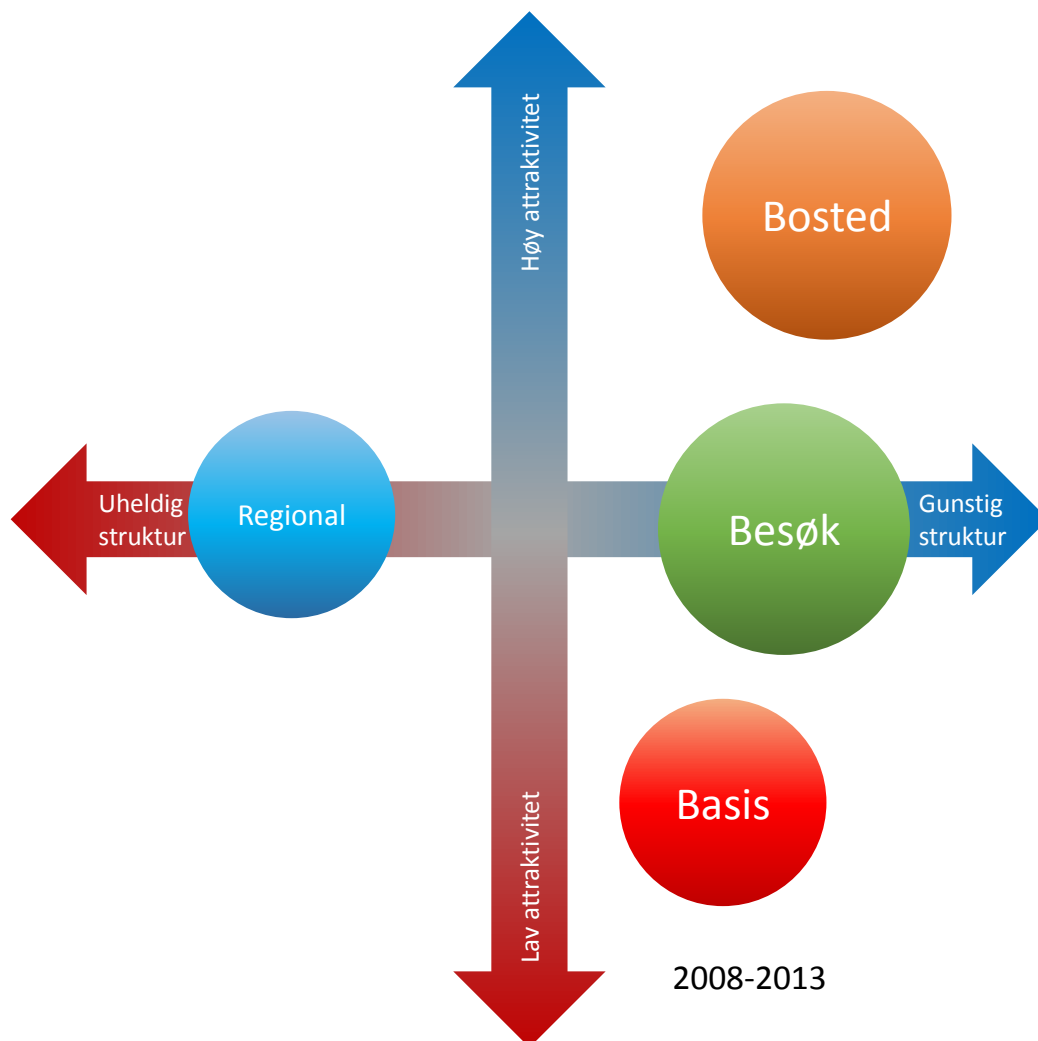 Høy attraktivitet
Bosted
Uheldig
struktur
Regional
Besøk
Gunstig
struktur
Basis
Lav attraktivitet
2008-2013